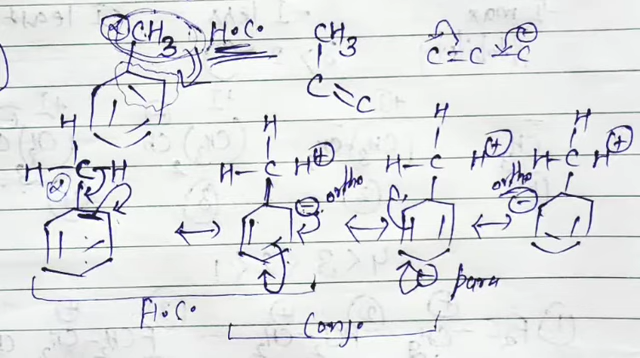 α CH3 H.C. CH3 C=C-C⊕
C=C
H H H H
H-C-H H-C H⊕ H-C H⊕ H-C H⊕
α ⊖ ortho ortho ⊖
↔ ↔ ↔
⊖ para
H.C.
Conj.